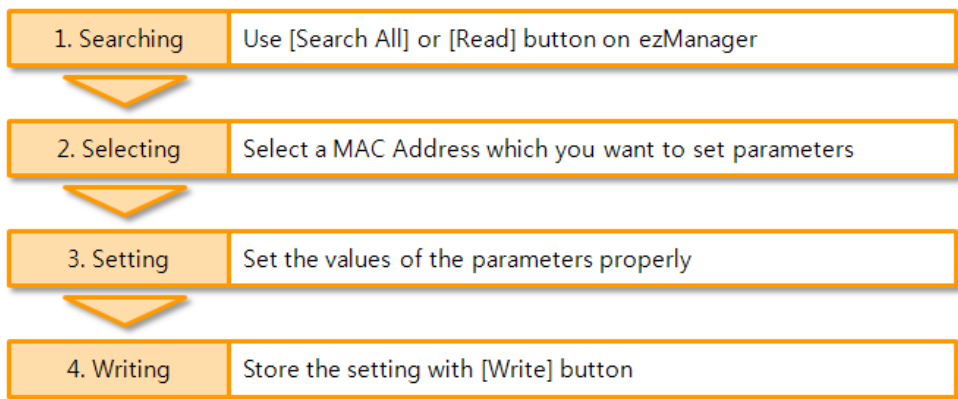 1. Searching
Use [Search All] or [Read] button on ezManager
2. Selecting
Select a MAC Address which you want to set parameters
3. Setting
Set the values of the parameters properly
4. Writing
Store the setting with [Write] button